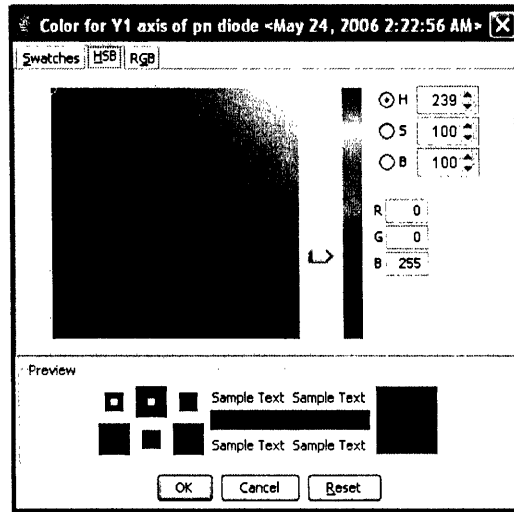 Color for Y1 axis of pn diode <May 24, 2006 2:22:56 AM>
Swatches HSB RGB
H 239
S 100
B 100
R 0
G 0
B 255
Preview
Sample Text Sample Text
Sample Text Sample Text
OK Cancel Reset